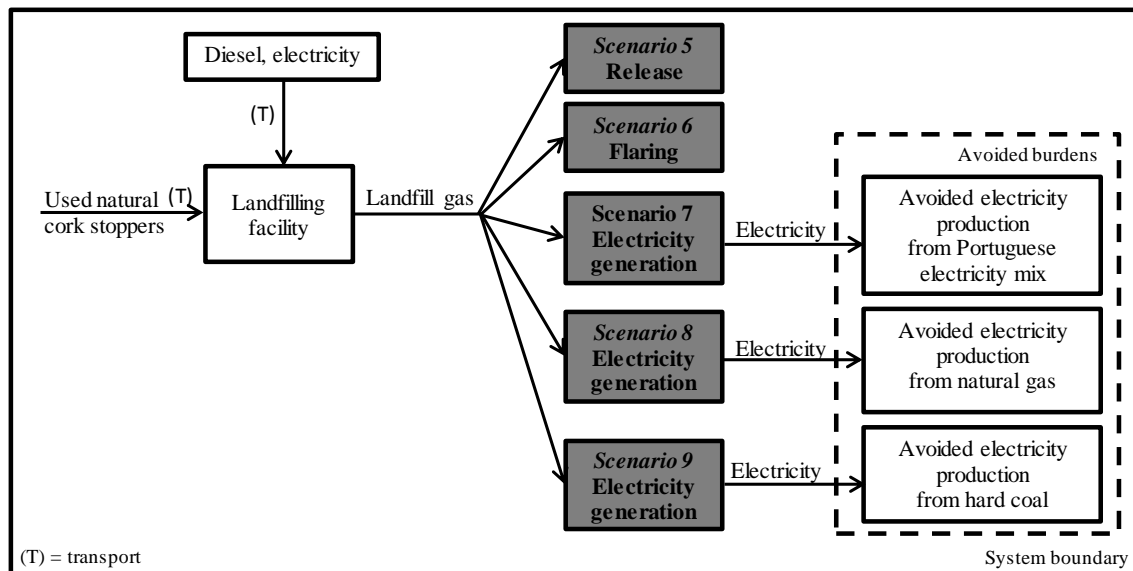 Diesel, electricity
(T)
Used natural (T)
cork stoppers
Landfilling
facility
Landfill gas
Scenario 5
Release
Scenario 6
Flaring
Scenario 7
Electricity
generation
Electricity
Scenario 8
Electricity
generation
Electricity
Scenario 9
Electricity
generation
Electricity
Avoided burdens
Avoided electricity
production
from Portuguese
electricity mix
Avoided electricity
production
from natural gas
Avoided electricity
production
from hard coal
(T) = transport
System boundary